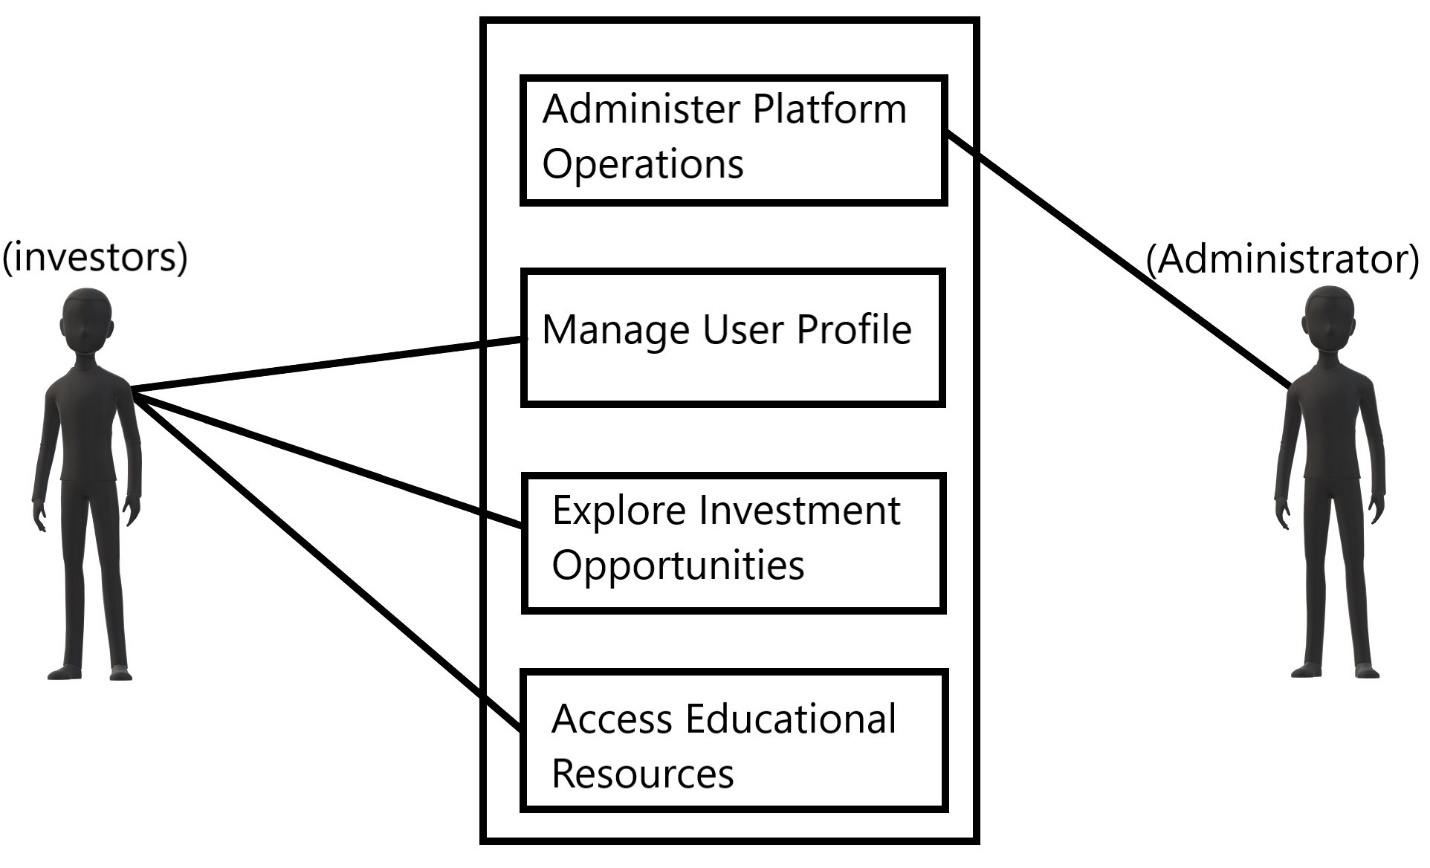 Administer Platform
Operations
(investors)
(Administrator)
Manage User Profile
Explore Investment
Opportunities
Access Educational
Resources